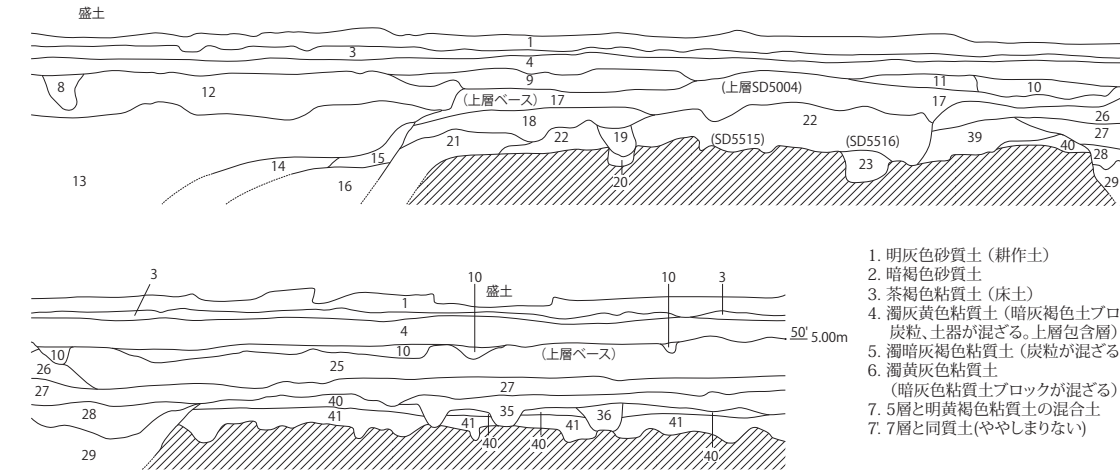 盛土
1
3
4
8
9
11
10
12
(上層ベース) 17
(上層SD5004)
17
18
22
26
21
22
19
(SD5515)
(SD5516)
39
27
40
28
14
15
23
13
16
20
29
3
10
盛土
10
3
1
4
50' 5.00m
10
10
(上層ベース)
26
25
27
27
40
28
41
35
36
41
41
41
40
40
40
29
1. 明灰色砂質土 (耕作土)
2. 暗褐色砂質土
3. 茶褐色粘質土 (床土)
4. 濁灰黄色粘質土 (暗灰褐色土ブロ
炭粒、土器が混ざる。上層包含層)
5. 濁暗灰褐色粘質土 (炭粒が混ざる
6. 濁黄灰色粘質土
(暗灰色粘質土ブロックが混ざる)
7. 5層と明黄褐色粘質土の混合土
7'. 7層と同質土(ややしまりない)